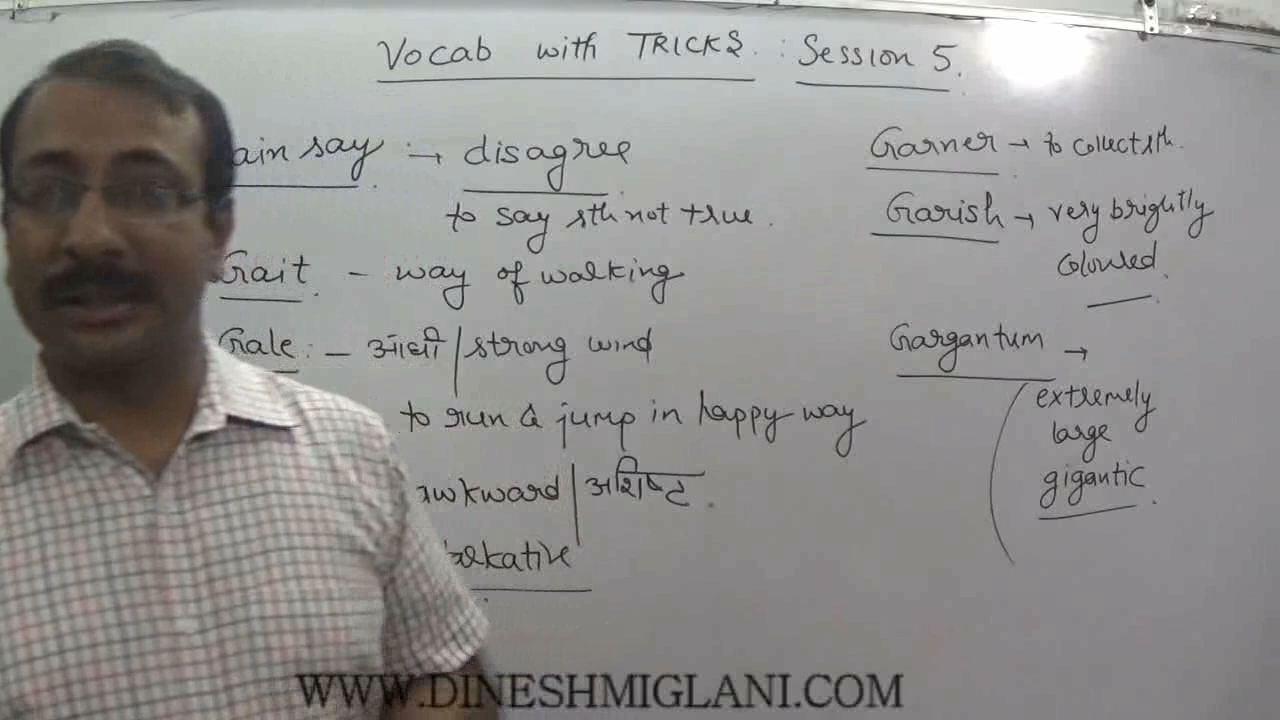 Vocab with TRICKS : Session 5.
ain say :→ disagree
to say sth not true.
Gait - way of walking
Gale :- आंधी / strong wind
to run & jump in happy way
awkward / अशिष्ट.
talkative
Garner → to collect sth.
Garish → very brightly
coloured.
Gargantum →
extremely
large
gigantic.
WWW.DINESHMIGLANI.COM